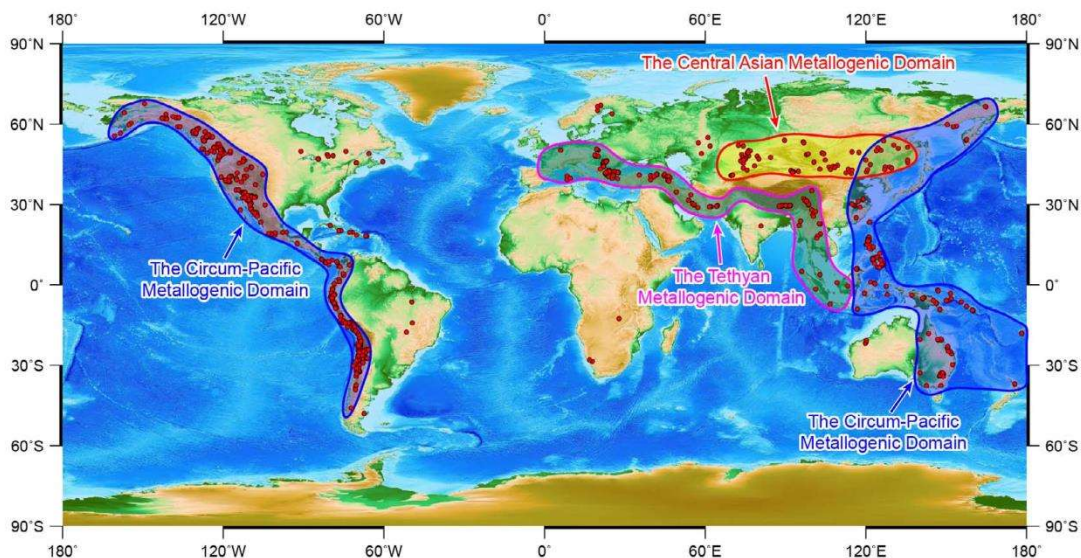 180° 120°W 60°W 0° 60°E 120°E 180°
90°N 90°N
The Central Asian Metallogenic Domain
60°N 60°N
30°N 30°N
The Circum-Pacific
Metallogenic Domain
The Tethyan
Metallogenic Domain
0° 0°
30°S 30°S
The Circum-Pacific
Metallogenic Domain
60°S 60°S
90°S 90°S
180° 120°W 60°W 0° 60°E 120°E 180°